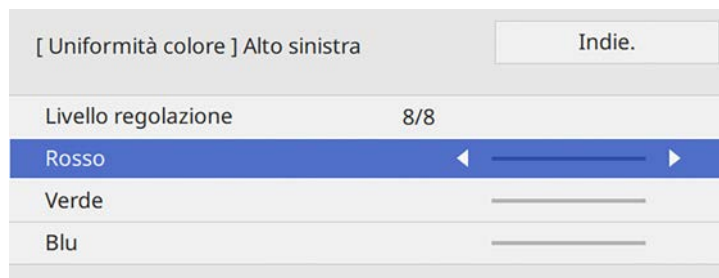 [ Uniformità colore ] Alto sinistra
Indie.
Livello regolazione 8/8
Rosso
Verde
Blu